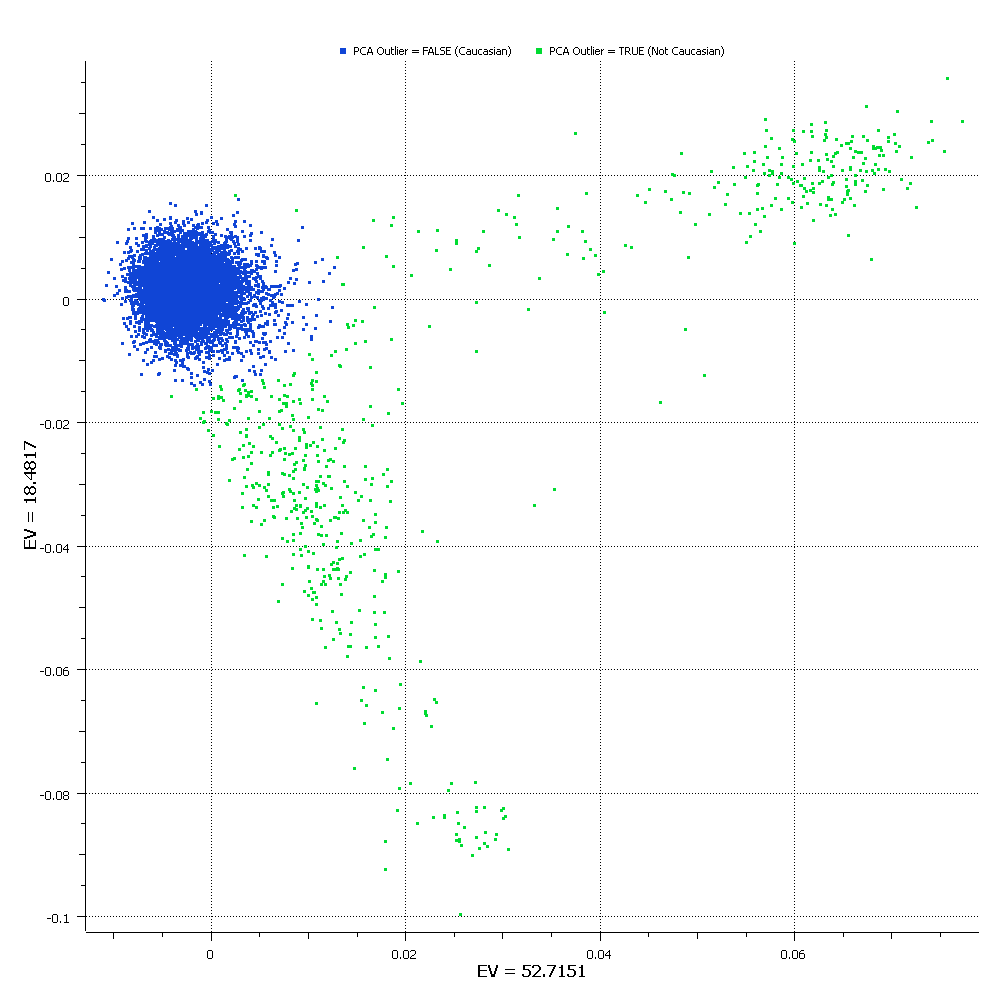 PCA Outlier = FALSE (Caucasian) PCA Outlier = TRUE (Not Caucasian)
0.02
0
-0.02
-0.04
-0.06
-0.08
-0.1
EV = 18.4817
0 0.02 0.04 0.06
EV = 52.7151